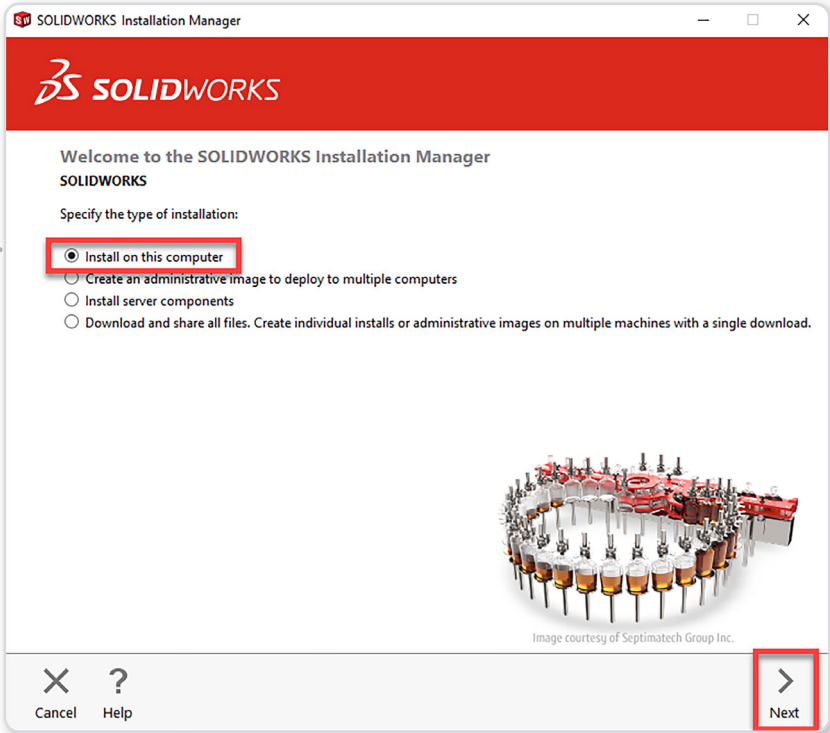 SOLIDWORKS Installation Manager
SOLIDWORKS
Welcome to the SOLIDWORKS Installation Manager
SOLIDWORKS
Specify the type of installation:
Install on this computer
Create an administrative image to deploy to multiple computers
Install server components
Download and share all files. Create individual installs or administrative images on multiple machines with a single download.
Image courtesy of Septimatech Group Inc.
Cancel
Help
Next